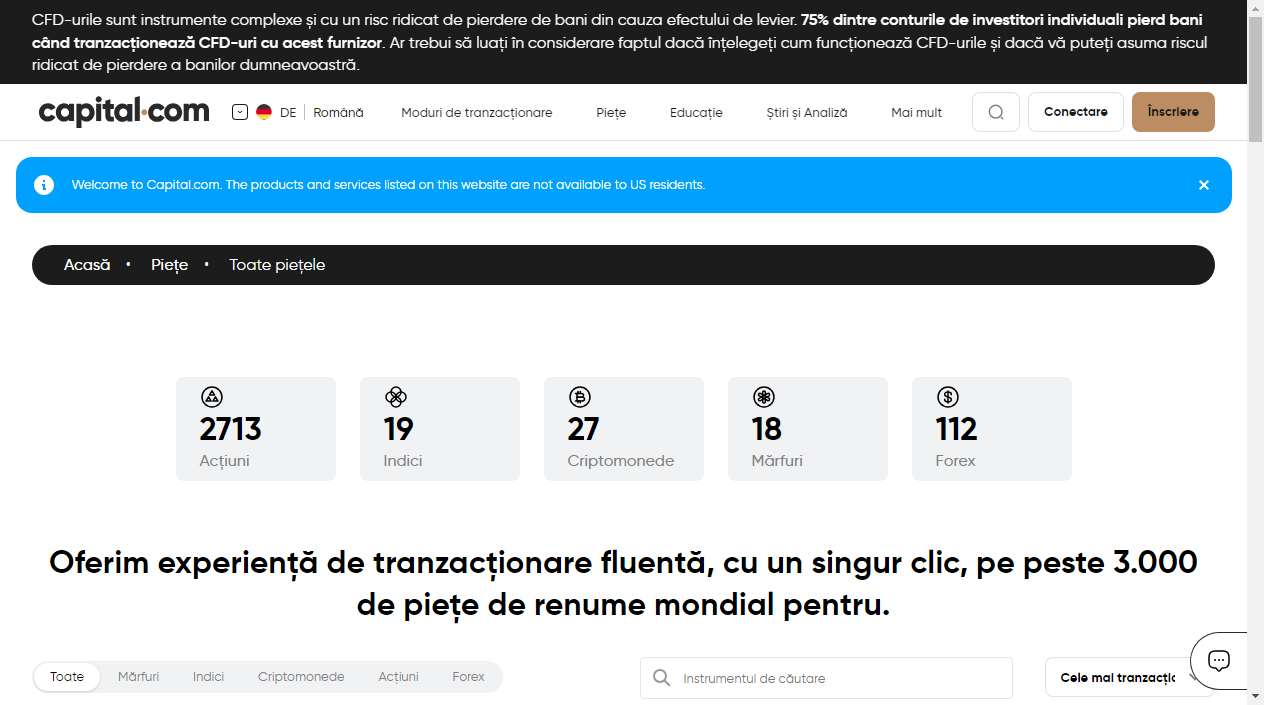 CFD-urile sunt instrumente complexe și cu un risc ridicat de pierdere de bani din cauza efectului de levier. 75% dintre conturile de investitori individuali pierd bani
când tranzacționează CFD-uri cu acest furnizor. Ar trebui să luați în considerare faptul dacă înțelegeți cum funcționează CFD-urile și dacă vă puteți asuma riscul
ridicat de pierdere a banilor dumneavoastră.
capital.com DE Română Moduri de tranzacționare Piețe Educație Știri și Analiză Mai mult Conectare Înscriere
Welcome to Capital.com. The products and services listed on this website are not available to US residents.
Acasă • Piețe • Toate piețele
2713 19 27 18 112
Acțiuni Indici Criptomonede Mărfuri Forex
Oferim experiență de tranzacționare fluentă, cu un singur clic, pe peste 3.000
de piețe de renume mondial pentru.
Toate Mărfuri Indici Criptomonede Acțiuni Forex Instrumentul de căutare Cele mai